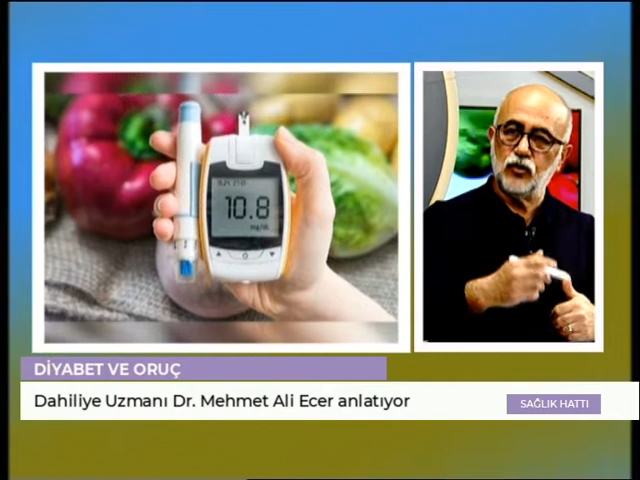 10.8
DİYABET VE ORUÇ
Dahiliye Uzmanı Dr. Mehmet Ali Ecer anlatıyor
SAĞLIK HATTI